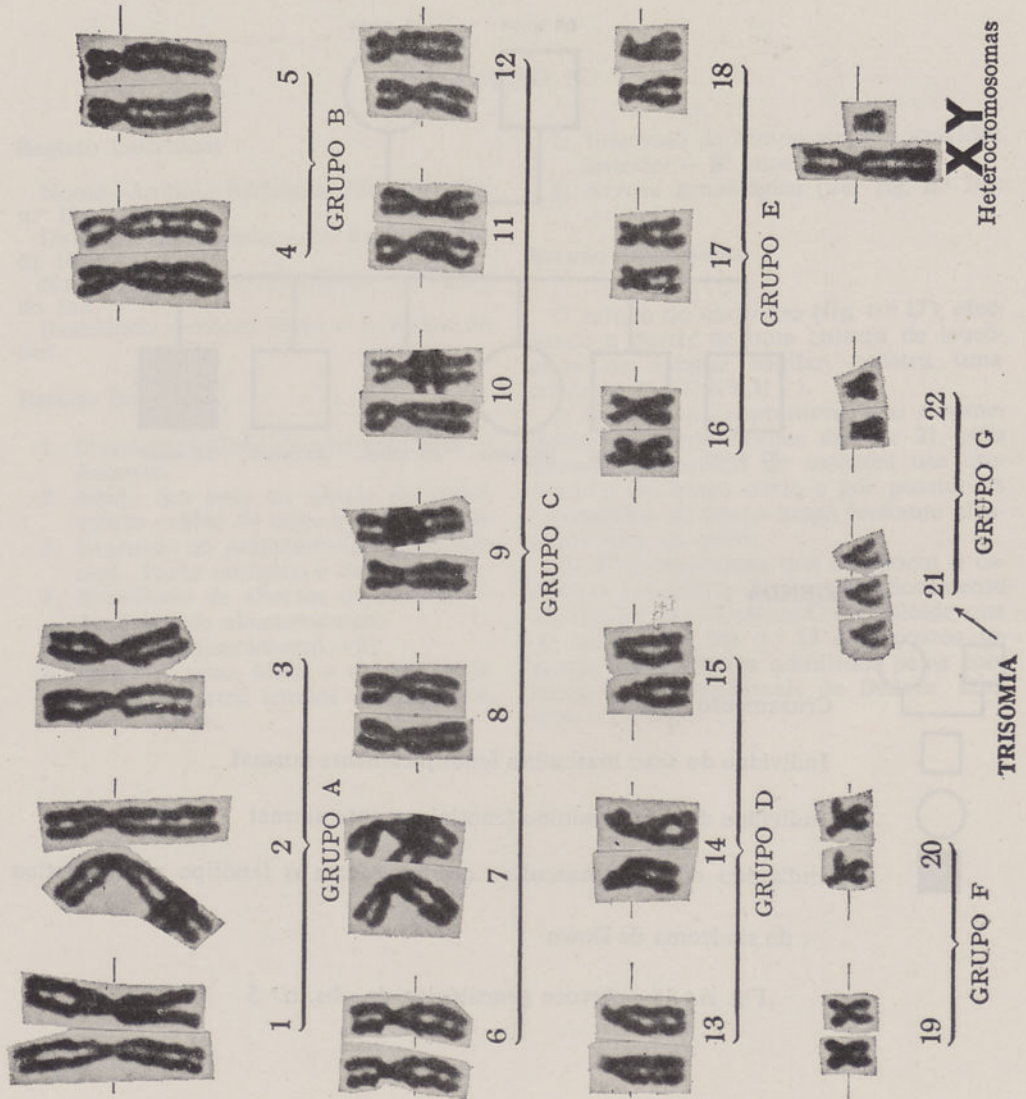 1 2 3 4 5
GRUPO A GRUPO B
6 7 8 9 10 11 12
GRUPO C
13 14 15 16 17 18
GRUPO D GRUPO E
19 20 21 22 X Y
GRUPO F GRUPO G Heterocromosomas
TRISOMIA